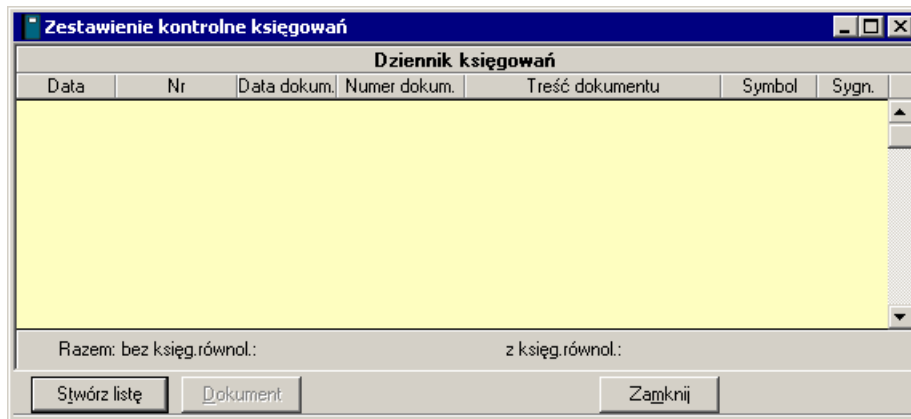 Zestawienie kontrolne księgowań
Dziennik księgowań
Data Nr Data dokum. Numer dokum. Treść dokumentu Symbol Sygn.
Razem: bez księg.równol.: z księg.równol.:
Stwórz listę Dokument Zamknij